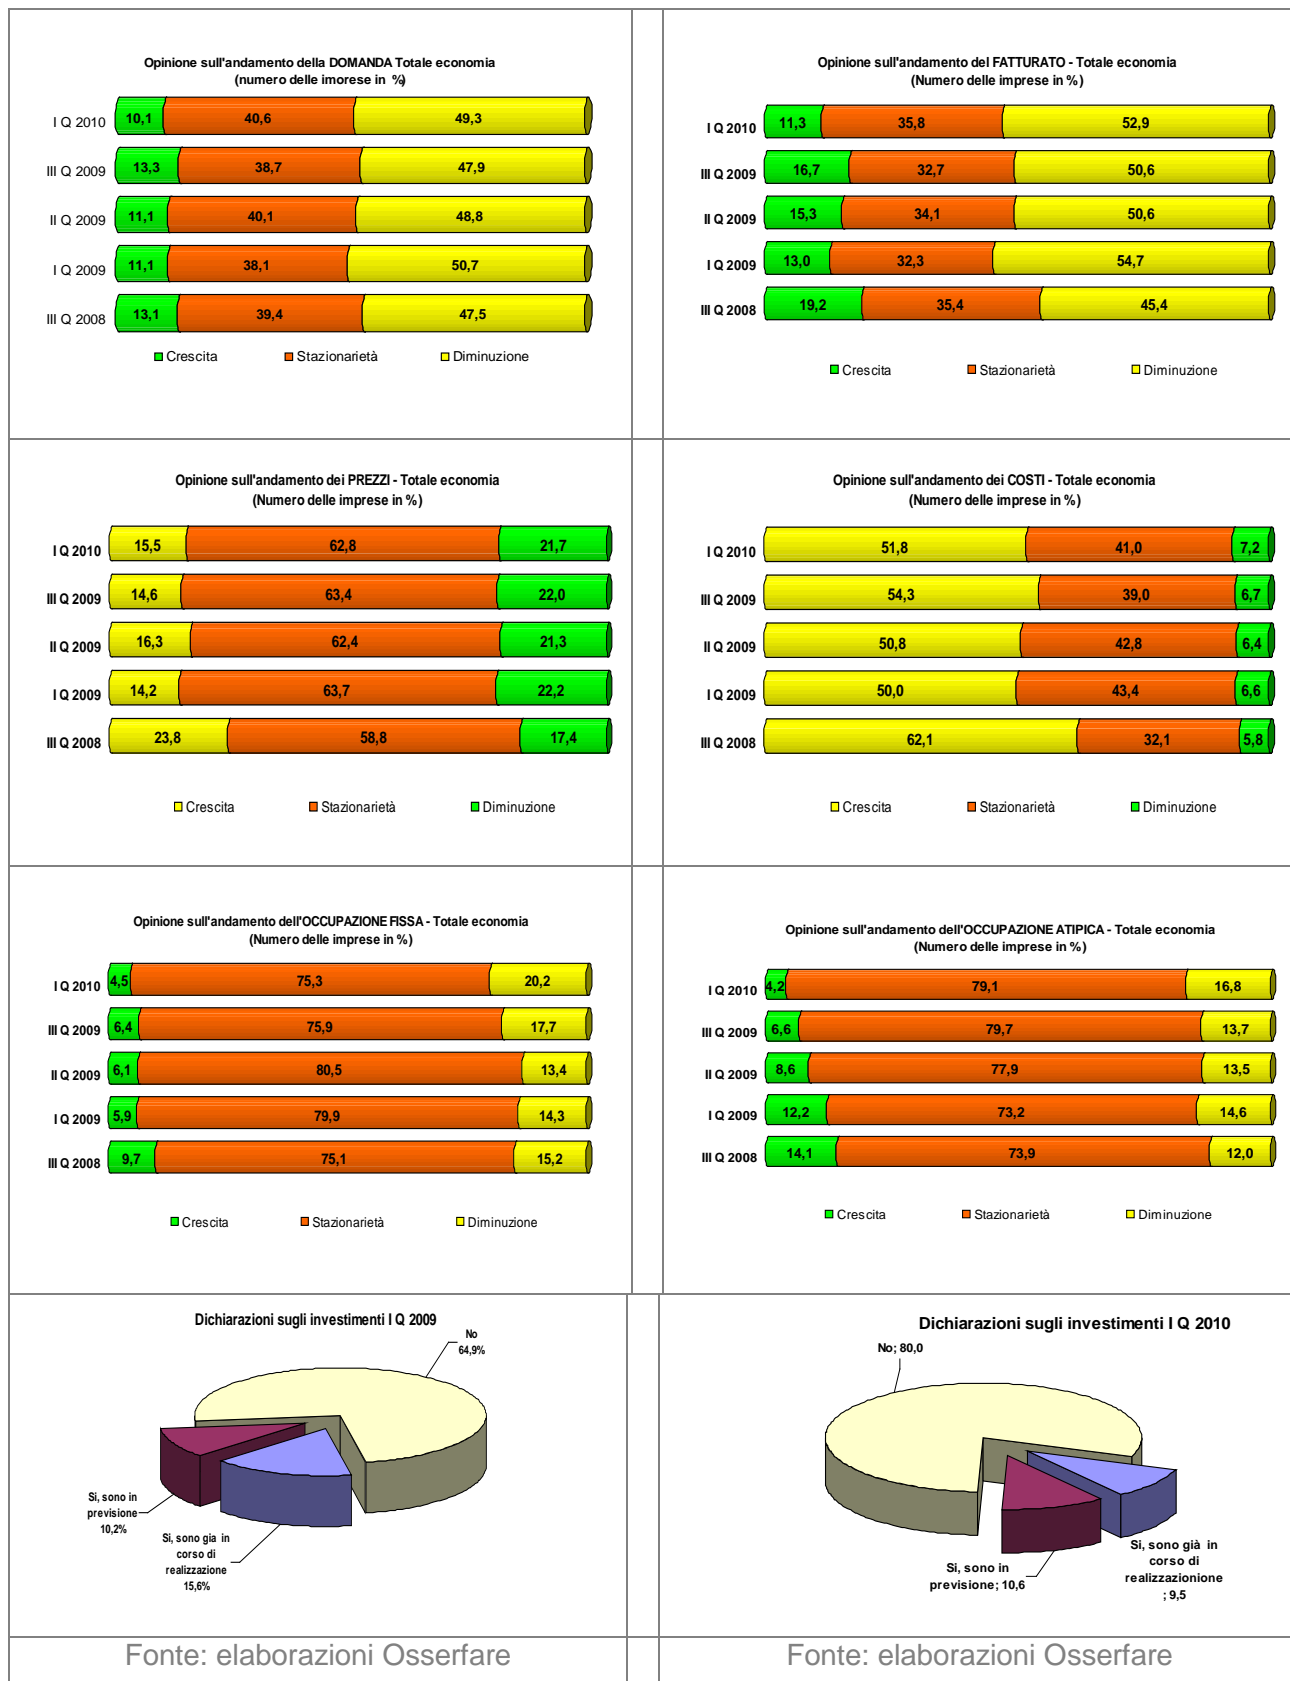 Opinione sull'andamento della DOMANDA Totale economia
(numero delle imorese in %)
I Q 2010 10,1 40,6 49,3
III Q 2009 13,3 38,7 47,9
II Q 2009 11,1 40,1 48,8
I Q 2009 11,1 38,1 50,7
III Q 2008 13,1 39,4 47,5
Crescita Stazionarietà Diminuzione
Opinione sull'andamento del FATTURATO - Totale economia
(Numero delle imprese in %)
I Q 2010 11,3 35,8 52,9
III Q 2009 16,7 32,7 50,6
II Q 2009 15,3 34,1 50,6
I Q 2009 13,0 32,3 54,7
III Q 2008 19,2 35,4 45,4
Crescita Stazionarietà Diminuzione
Opinione sull'andamento dei PREZZI - Totale economia
(Numero delle imprese in %)
I Q 2010 15,5 62,8 21,7
III Q 2009 14,6 63,4 22,0
II Q 2009 16,3 62,4 21,3
I Q 2009 14,2 63,7 22,2
III Q 2008 23,8 58,8 17,4
Crescita Stazionarietà Diminuzione
Opinione sull'andamento dei COSTI - Totale economia
(Numero delle imprese in %)
I Q 2010 51,8 41,0 7,2
III Q 2009 54,3 39,0 6,7
II Q 2009 50,8 42,8 6,4
I Q 2009 50,0 43,4 6,6
III Q 2008 62,1 32,1 5,8
Crescita Stazionarietà Diminuzione
Opinione sull'andamento dell'OCCUPAZIONE FISSA - Totale economia
(Numero delle imprese in %)
I Q 2010 4,5 75,3 20,2
III Q 2009 6,4 75,9 17,7
II Q 2009 6,1 80,5 13,4
I Q 2009 5,9 79,9 14,3
III Q 2008 9,7 75,1 15,2
Crescita Stazionarietà Diminuzione
Opinione sull'andamento dell'OCCUPAZIONE ATIPICA - Totale economia
(Numero delle imprese in %)
I Q 2010 4,2 79,1 16,8
III Q 2009 6,6 79,7 13,7
II Q 2009 8,6 77,9 13,5
I Q 2009 12,2 73,2 14,6
III Q 2008 14,1 73,9 12,0
Crescita Stazionarietà Diminuzione
Dichiarazioni sugli investimenti I Q 2009
No
64,9%
Si, sono in
previsione
10,2%
Si, sono gia in
corso di
realizzazione
15,6%
Dichiarazioni sugli investimenti I Q 2010
No; 80,0
Si, sono in
previsione; 10,6
Si, sono già in
corso di
realizzazionione
; 9,5
Fonte: elaborazioni Osserfare
Fonte: elaborazioni Osserfare